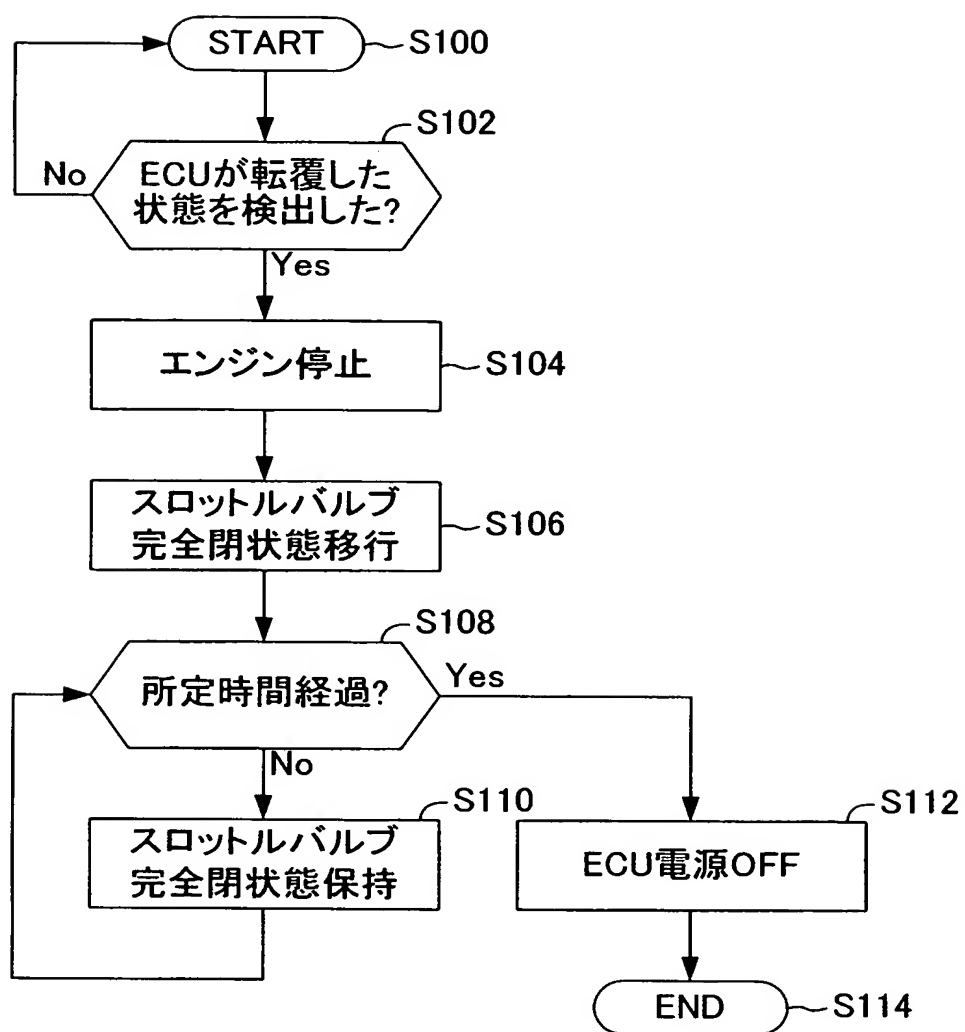 START
S100
S102
No
ECUが転覆した
状態を検出した?
Yes
エンジン停止
S104
スロットルバルブ
完全閉状態移行
S106
S108
所定時間経過?
Yes
No
S110
スロットルバルブ
完全閉状態保持
S112
ECU電源OFF
END
S114